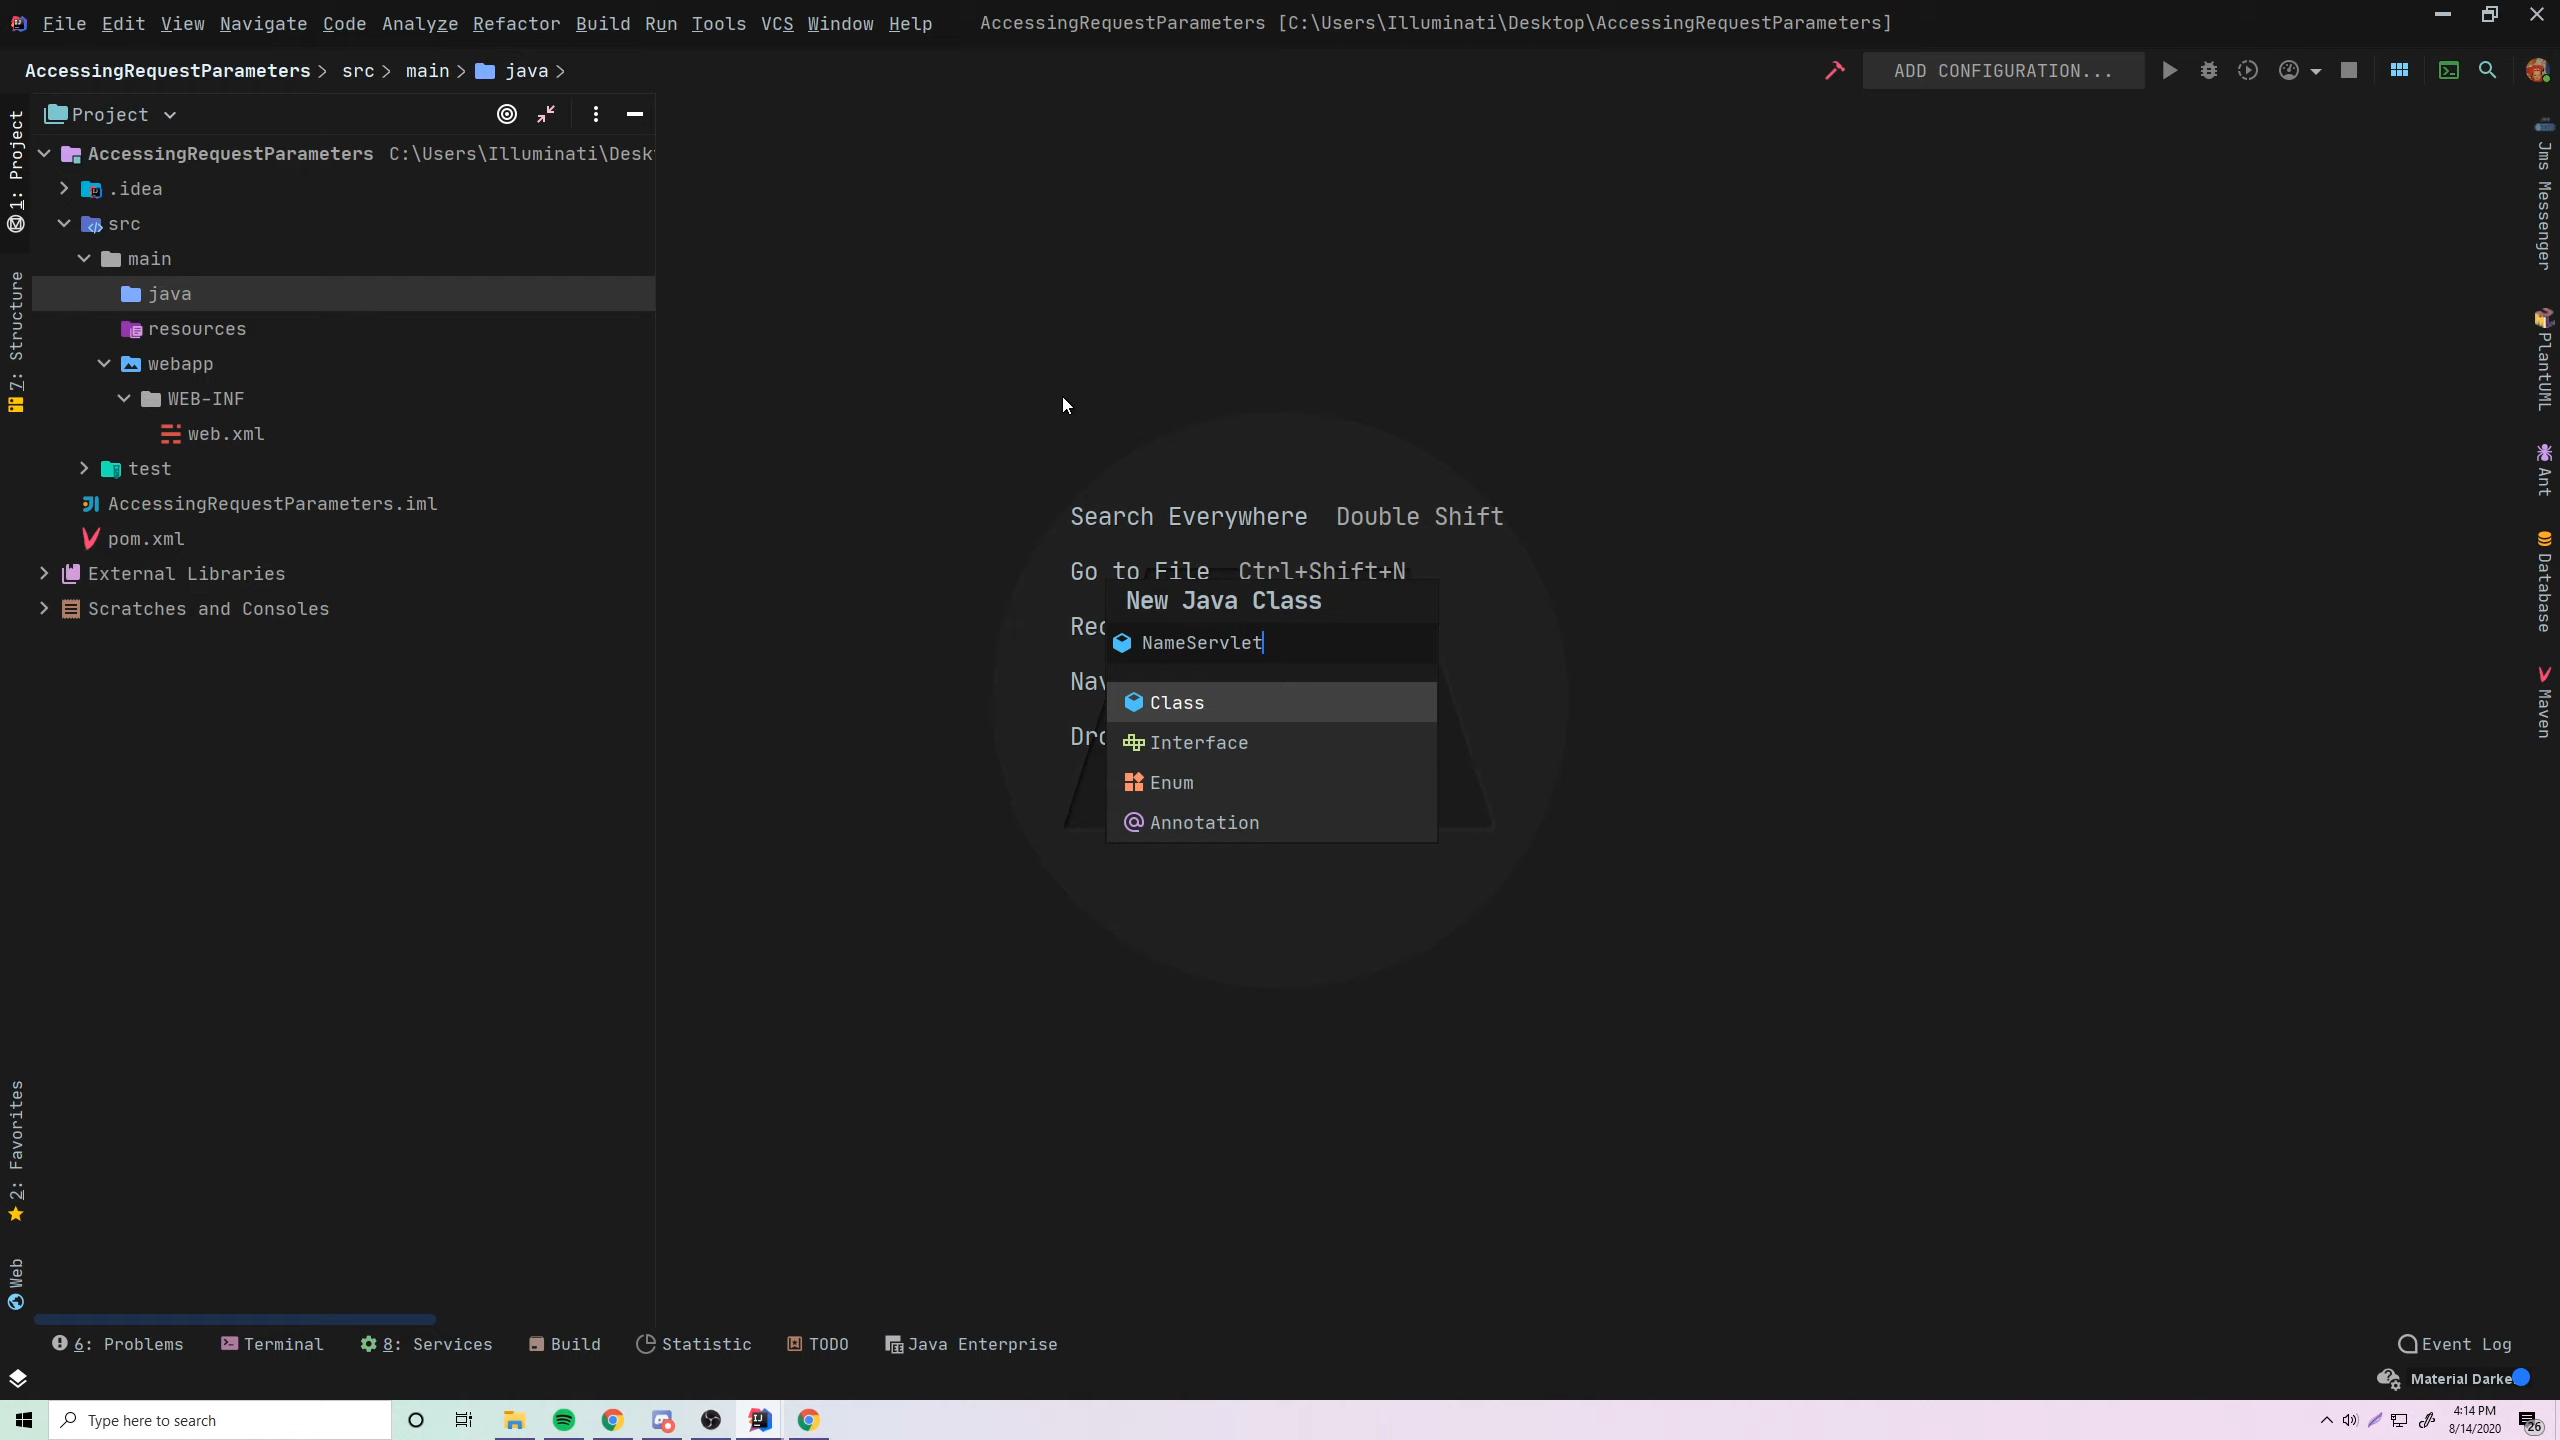 File Edit View Navigate Code Analyze Refactor Build Run Tools VCS Window Help AccessingRequestParameters [C:\Users\Illuminati\Desktop\AccessingRequestParameters]
AccessingRequestParameters > src > main > java >
ADD CONFIGURATION...
Project
AccessingRequestParameters C:\Users\Illuminati\Desk
.idea
src
main
java
resources
webapp
WEB-INF
web.xml
test
AccessingRequestParameters.iml
pom.xml
External Libraries
Scratches and Consoles
1: Project
7: Structure
2: Favorites
Web
Search Everywhere Double Shift
Go to File Ctrl+Shift+N
Rec
Nav
Dro
New Java Class
NameServlet
Class
Interface
Enum
Annotation
Jms Messenger
PlantUML
Ant
Database
Maven
6: Problems Terminal 8: Services Build Statistic TODO Java Enterprise
Event Log
Material Darke
Type here to search
4:14 PM
8/14/2020
26